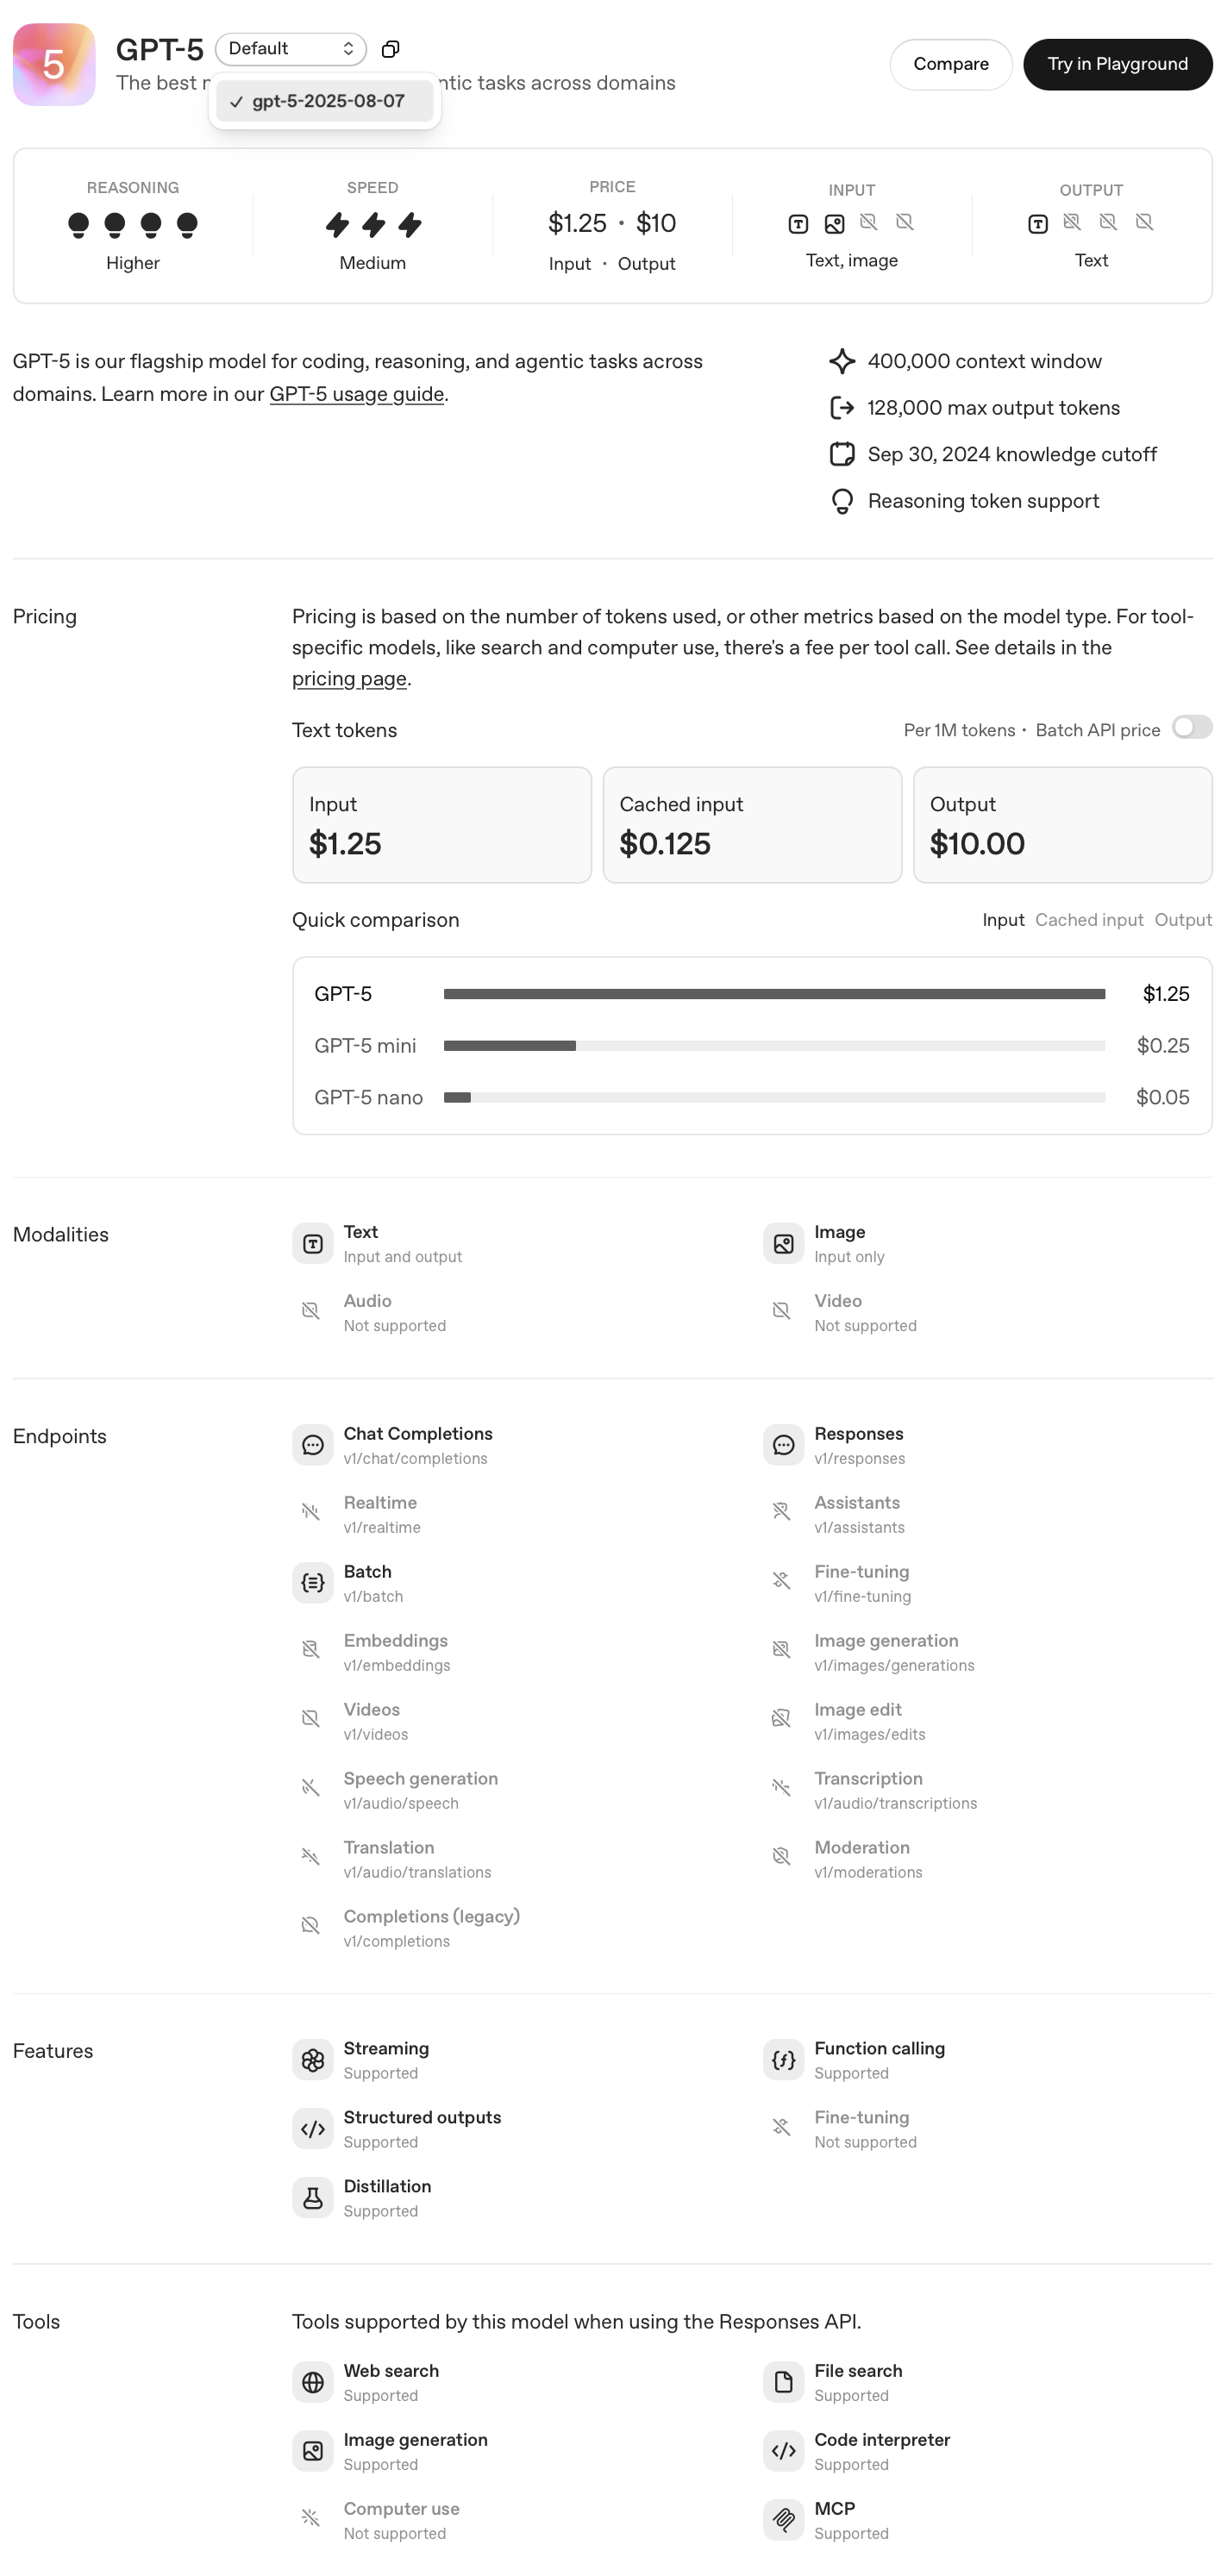 5
GPT-5 Default
The best ntic tasks across domains
gpt-5-2025-08-07
Compare Try in Playground
REASONING
Higher
SPEED
Medium
PRICE
$1.25 · $10
Input · Output
INPUT
Text, image
OUTPUT
Text
GPT-5 is our flagship model for coding, reasoning, and agentic tasks across
domains. Learn more in our GPT-5 usage guide.
400,000 context window
128,000 max output tokens
Sep 30, 2024 knowledge cutoff
Reasoning token support
Pricing
Pricing is based on the number of tokens used, or other metrics based on the model type. For tool-
specific models, like search and computer use, there's a fee per tool call. See details in the
pricing page.
Text tokens
Per 1M tokens · Batch API price
Input
$1.25
Cached input
$0.125
Output
$10.00
Quick comparison
Input Cached input Output
GPT-5 $1.25
GPT-5 mini $0.25
GPT-5 nano $0.05
Modalities
Text
Input and output
Image
Input only
Audio
Not supported
Video
Not supported
Endpoints
Chat Completions
v1/chat/completions
Responses
v1/responses
Realtime
v1/realtime
Assistants
v1/assistants
Batch
v1/batch
Fine-tuning
v1/fine-tuning
Embeddings
v1/embeddings
Image generation
v1/images/generations
Videos
v1/videos
Image edit
v1/images/edits
Speech generation
v1/audio/speech
Transcription
v1/audio/transcriptions
Translation
v1/audio/translations
Moderation
v1/moderations
Completions (legacy)
v1/completions
Features
Streaming
Supported
Function calling
Supported
Structured outputs
Supported
Fine-tuning
Not supported
Distillation
Supported
Tools
Tools supported by this model when using the Responses API.
Web search
Supported
File search
Supported
Image generation
Supported
Code interpreter
Supported
Computer use
Not supported
MCP
Supported